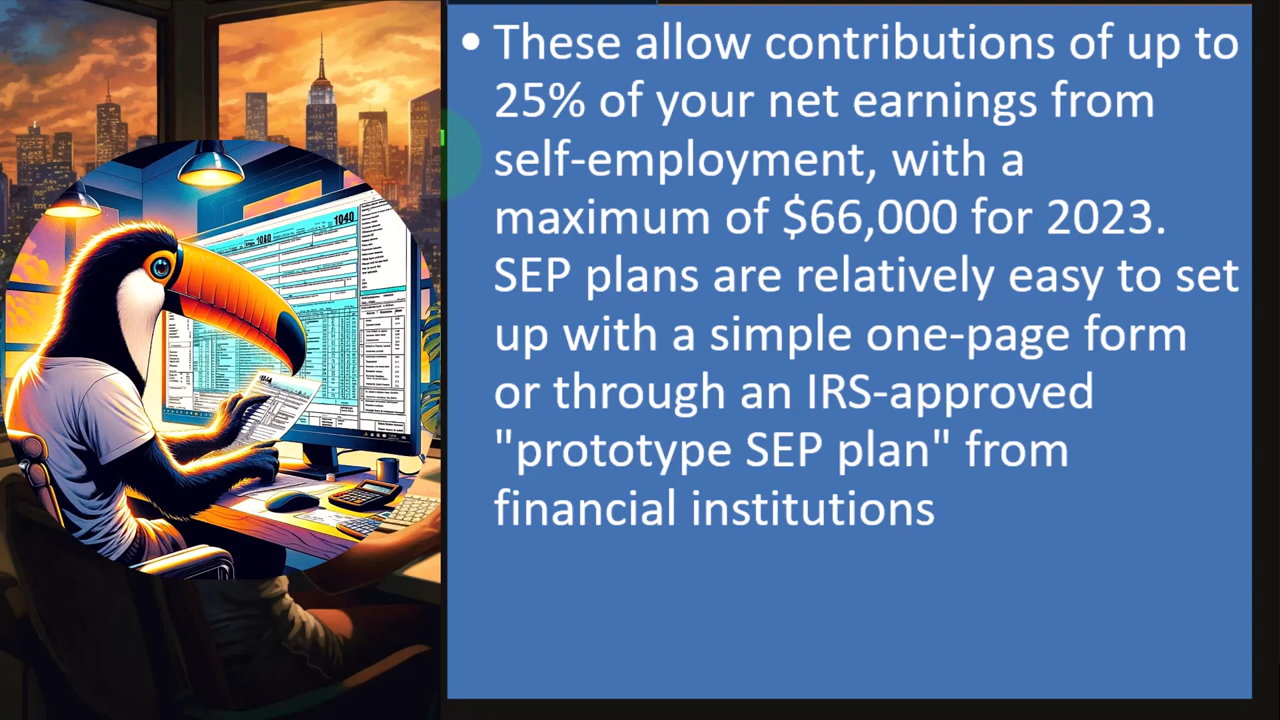 • These allow contributions of up to
25% of your net earnings from
self-employment, with a
maximum of $66,000 for 2023.
SEP plans are relatively easy to set
up with a simple one-page form
or through an IRS-approved
"prototype SEP plan" from
financial institutions
1040
1040